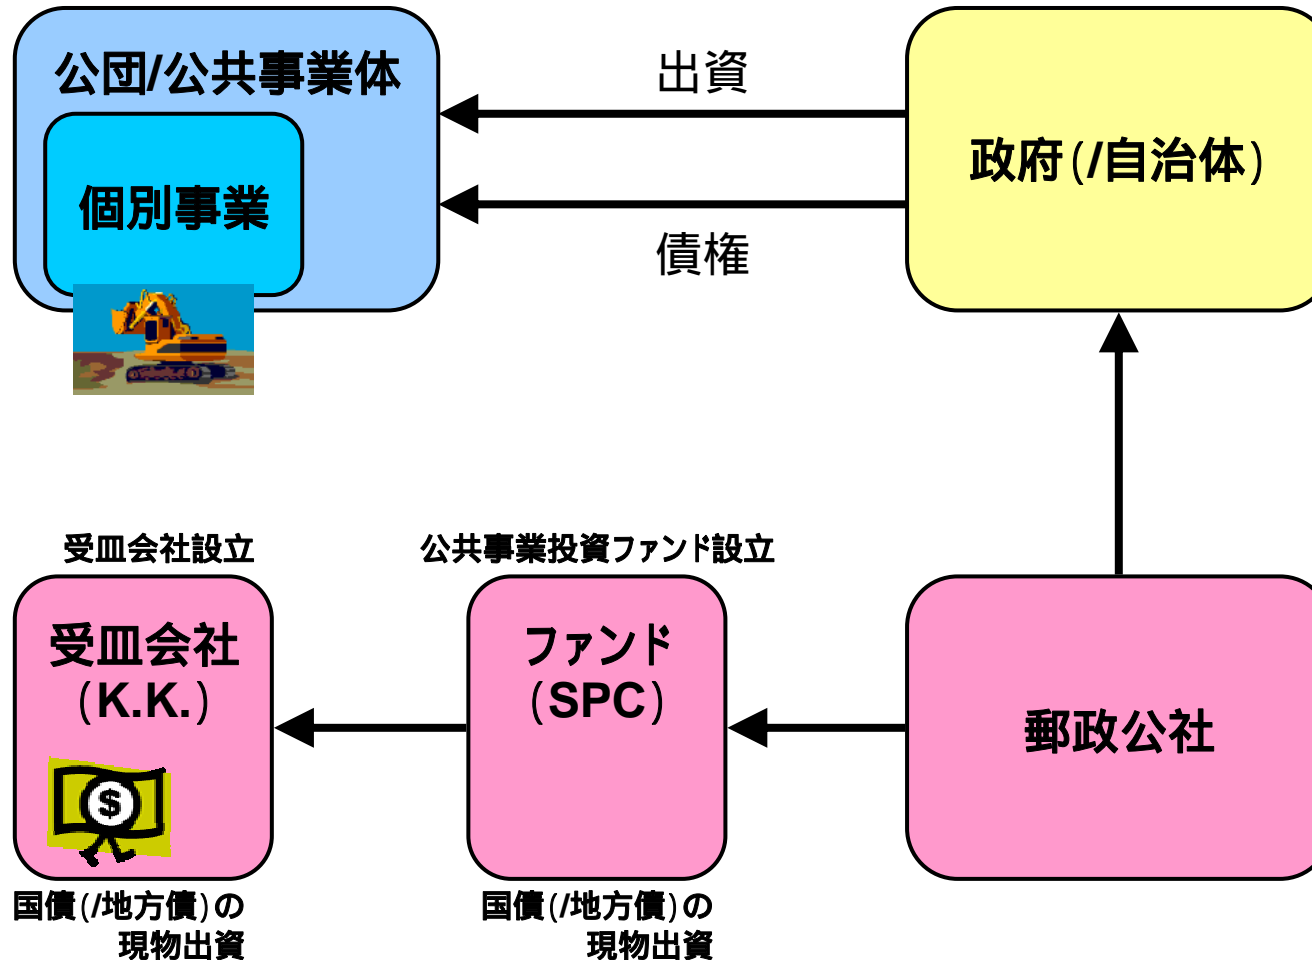 公団/公共事業体
出資
政府(/自治体)
個別事業
債権
受皿会社設立
公共事業投資ファンド設立
受皿会社
(K.K.)
ファンド
(SPC)
郵政公社
$
国債(/地方債)の
現物出資
国債(/地方債)の
現物出資